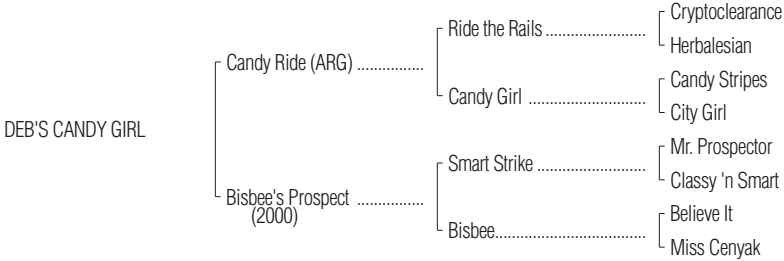 Cryptoclearance
Ride the Rails ........................
Herbalesian
Candy Ride (ARG) ................
Candy Stripes
Candy Girl ............................
City Girl
DEB'S CANDY GIRL
Mr. Prospector
Smart Strike ..........................
Classy 'n Smart
Bisbee's Prospect ................
(2000)
Believe It
Bisbee....................................
Miss Cenyak